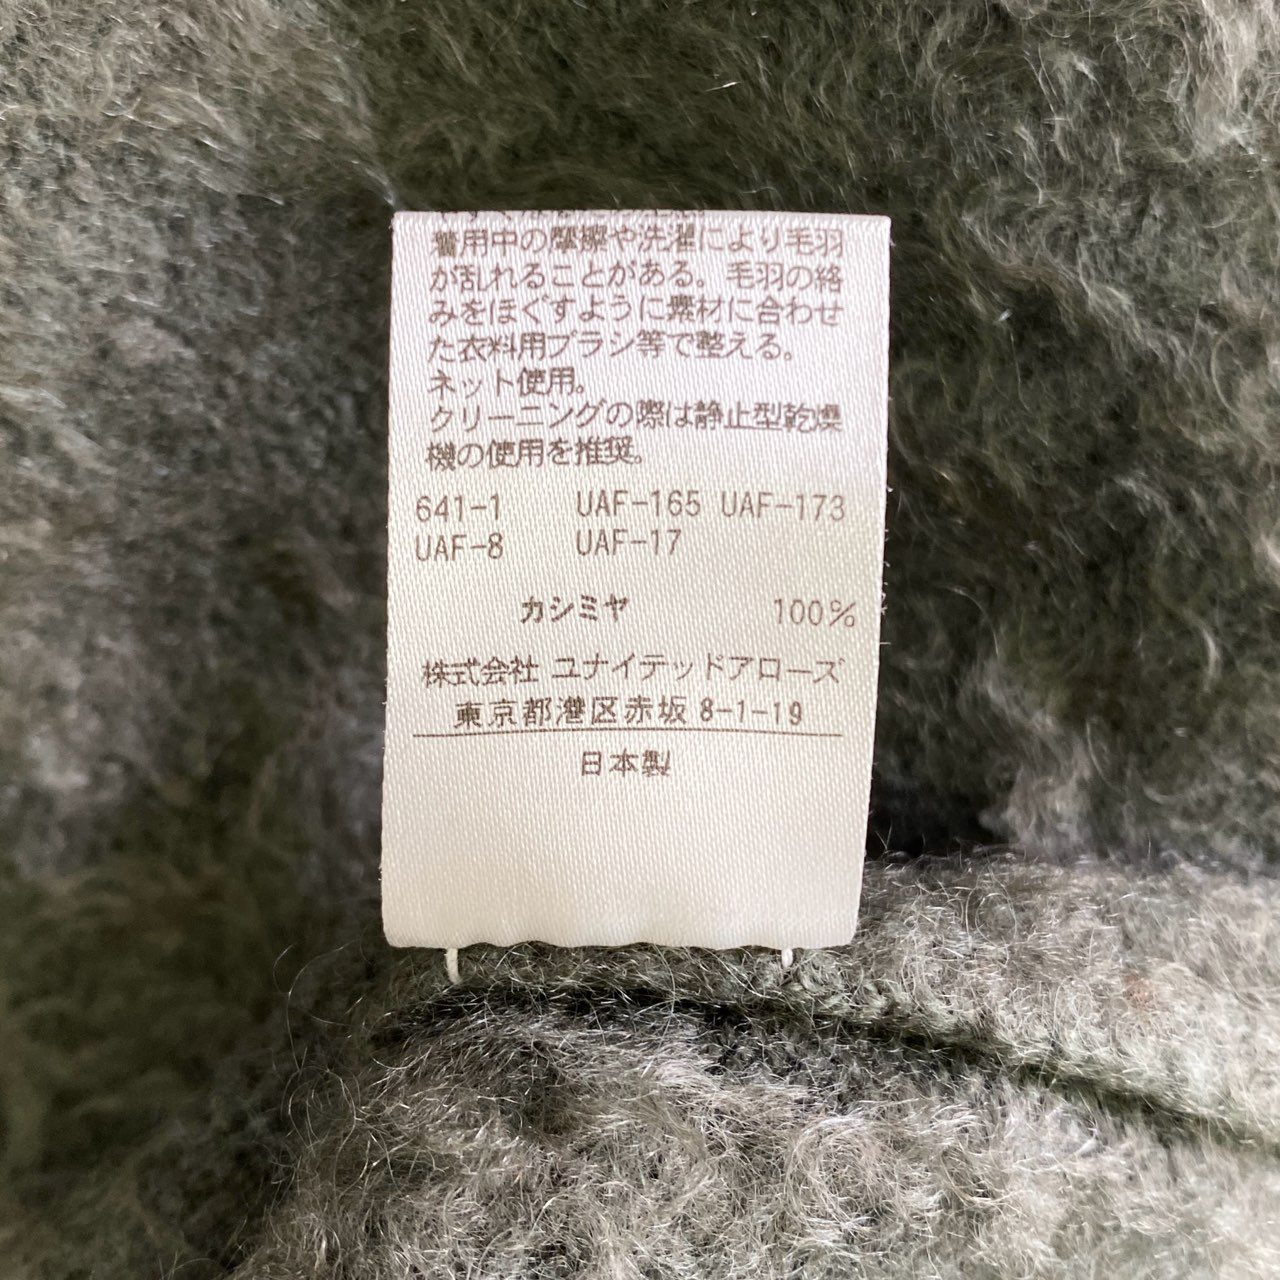 着用中の摩擦や洗濯により毛羽
が乱れることがある。毛羽の絡
みをほぐすように素材に合わせ
た衣料用ブラシ等で整える。
ネット使用。
クリーニングの際は静止型乾燥
機の使用を推奨。
641-1 UAF-165 UAF-173
UAF-8 UAF-17
カシミヤ 100%
株式会社 ユナイテッドアローズ
東京都港区赤坂 8-1-19
日本製